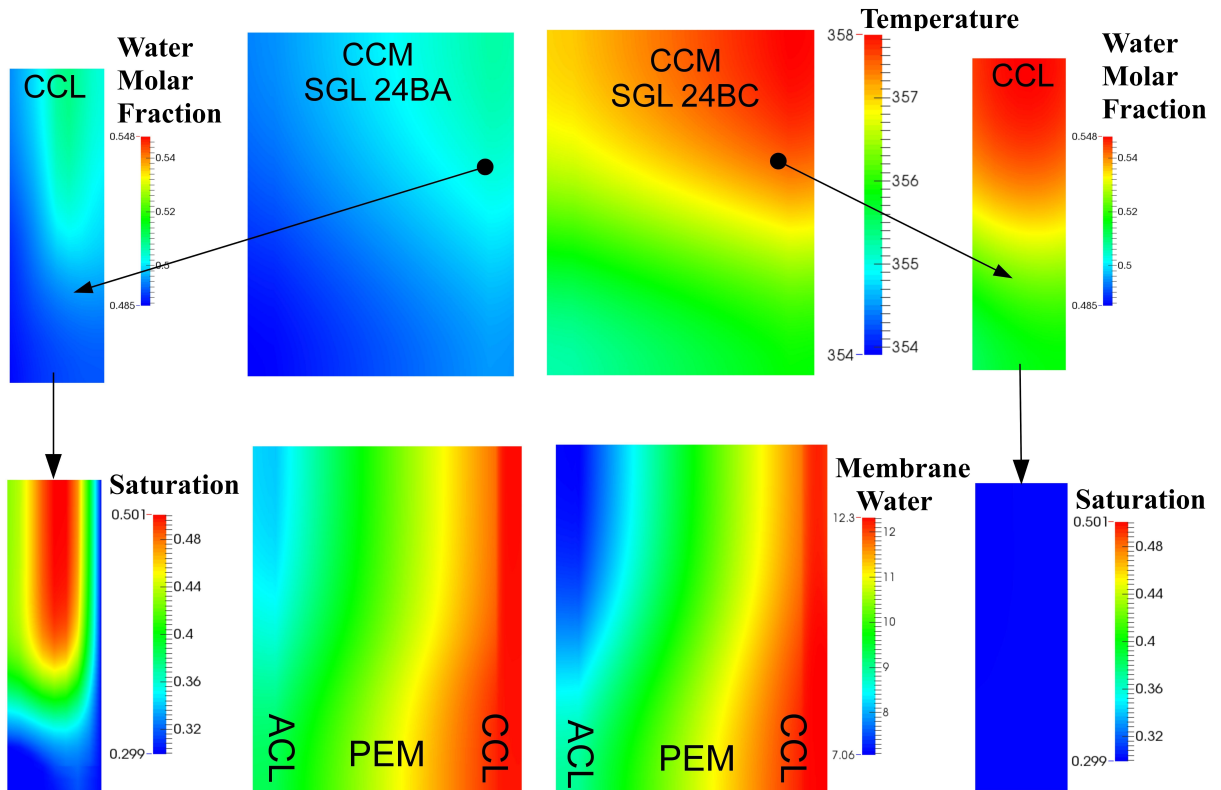 Water
Molar
Fraction
CCL
0.548
0.54
0.52
0.5
0.485
CCM
SGL 24BA
CCM
SGL 24BC
Temperature
358
357
356
355
354
354
Water
Molar
Fraction
CCL
0.548
0.54
0.52
0.5
0.485
Saturation
0.501
0.48
0.44
0.4
0.36
0.32
0.299
ACL
PEM
CCL
ACL
PEM
CCL
Membrane
Water
12.3
12
11
10
9
8
7.06
Saturation
0.501
0.48
0.44
0.4
0.36
0.32
0.299